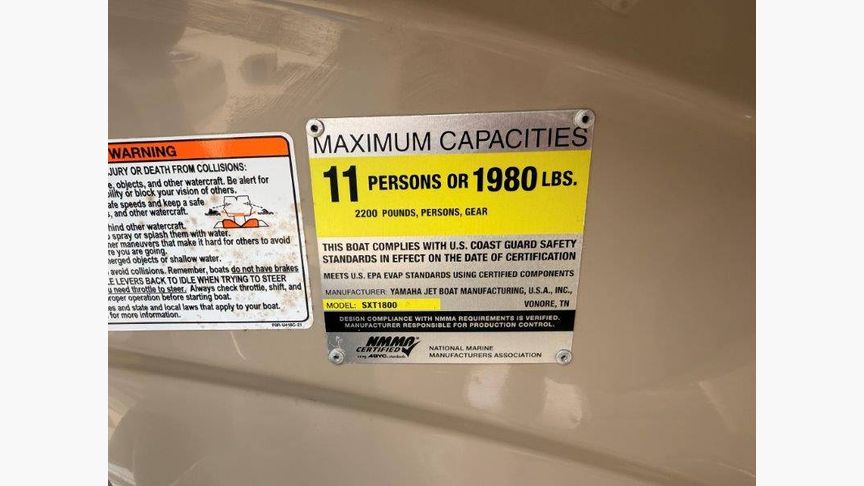 WARNING
JURY OR DEATH FROM COLLISIONS:
objects, and other watercraft. Be alert for
ility or block your vision of others.
afe speeds and keep a safe
, and other watercraft.
hind other watercraft.
spray or splash them with water.
er maneuvers that make it hard for others to avoid
re you are going.
erged objects or shallow water.
avoid collisions. Remember, boats do not have brakes
LEVERS BACK TO IDLE WHEN TRYING TO STEER
need throttle to steer. Always check throttle, shift, and
roper operation before starting boat.
es and state and local laws that apply to your boat.
for more information.
MAXIMUM CAPACITIES
11 PERSONS OR 1980 LBS.
2200 POUNDS, PERSONS, GEAR
THIS BOAT COMPLIES WITH U.S. COAST GUARD SAFETY
STANDARDS IN EFFECT ON THE DATE OF CERTIFICATION
MEETS U.S. EPA EVAP STANDARDS USING CERTIFIED COMPONENTS
MANUFACTURER: YAMAHA JET BOAT MANUFACTURING, U.S.A., INC.,
MODEL: SXT1800 VONORE, TN
DESIGN COMPLIANCE WITH NMMA REQUIREMENTS IS VERIFIED.
MANUFACTURER RESPONSIBLE FOR PRODUCTION CONTROL.
NMMA
CERTIFIED
using ABYC standards
NATIONAL MARINE
MANUFACTURERS ASSOCIATION